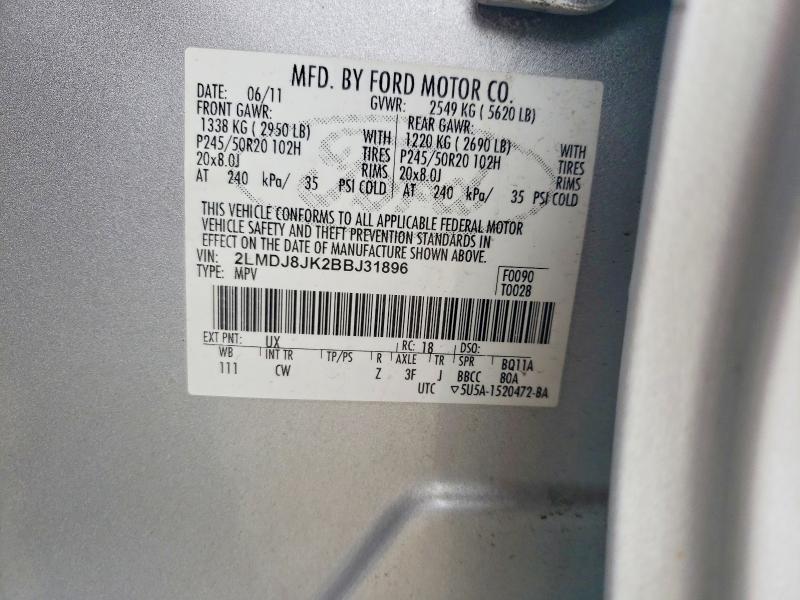 MFD. BY FORD MOTOR CO.
DATE: 06/11 GVWR: 2549 KG ( 5620 LB)
FRONT GAWR: REAR GAWR:
1338 KG ( 2950 LB) WITH 1220 KG ( 2690 LB) WITH
P245/50R20 102H TIRES P245/50R20 102H TIRES
20x8.0J RIMS 20x8.0J RIMS
AT 240 kPa/ 35 PSI COLD AT 240 kPa/ 35 PSI COLD
THIS VEHICLE CONFORMS TO ALL APPLICABLE FEDERAL MOTOR
VEHICLE SAFETY AND THEFT PREVENTION STANDARDS IN
EFFECT ON THE DATE OF MANUFACTURE SHOWN ABOVE.
VIN: 2LMDJ8JK2BBJ31896
TYPE: MPV
F0090
T0028
EXT PNT: UX RC: 18 DSO:
WB INT TR TP/PS R AXLE TR SPR BQ11A
111 CW Z 3F J BBCC 80A
UTC ▽5U5A-1520472-BA